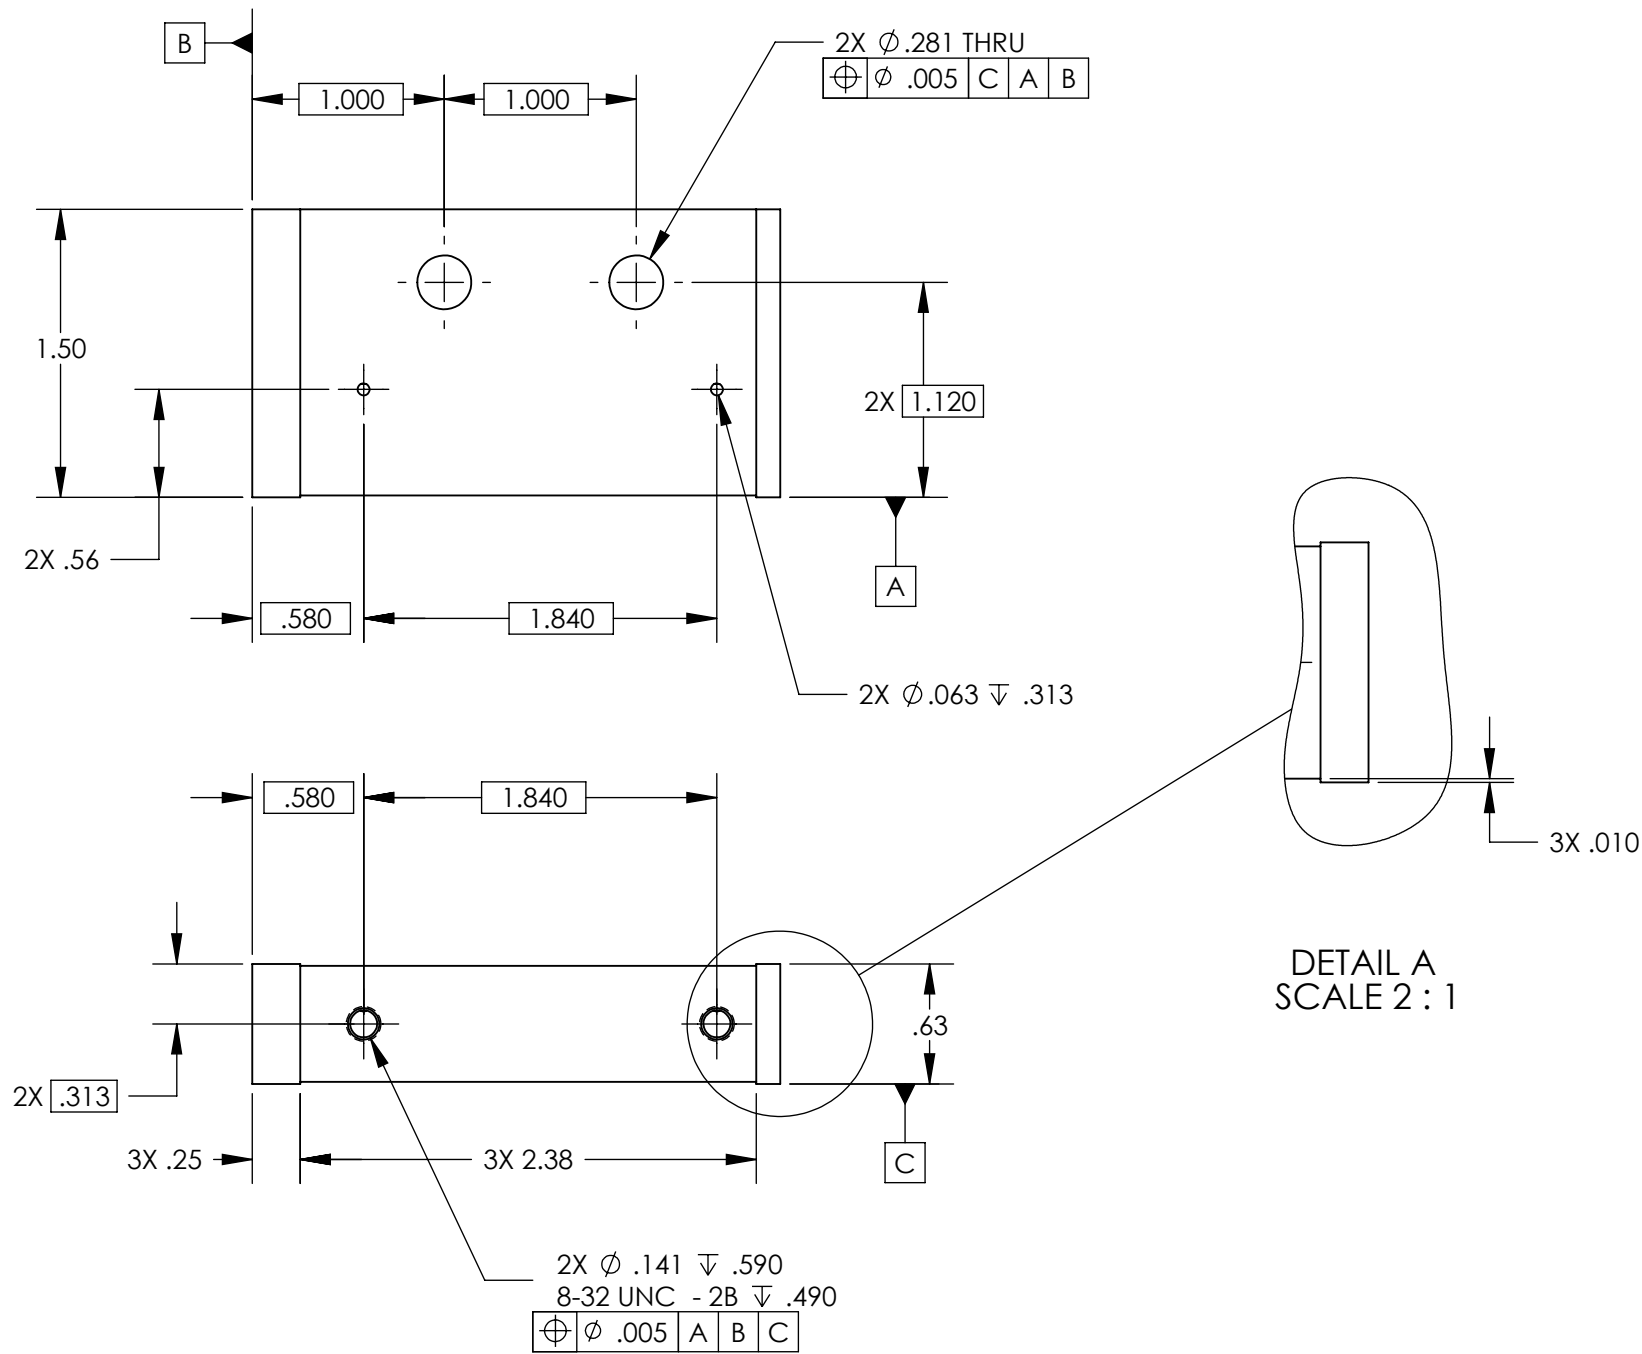 B
2X ⌀.281 THRU
⌖ ⌀ .005 C A B
1.000 1.000
1.50
2X 1.120
2X .56
A
.580 1.840
2X ⌀.063 ↧ .313
.580 1.840
3X .010
DETAIL A
SCALE 2 : 1
.63
2X .313
3X .25 3X 2.38
C
2X ⌀ .141 ↧ .590
8-32 UNC - 2B ↧ .490
⌖ ⌀ .005 A B C